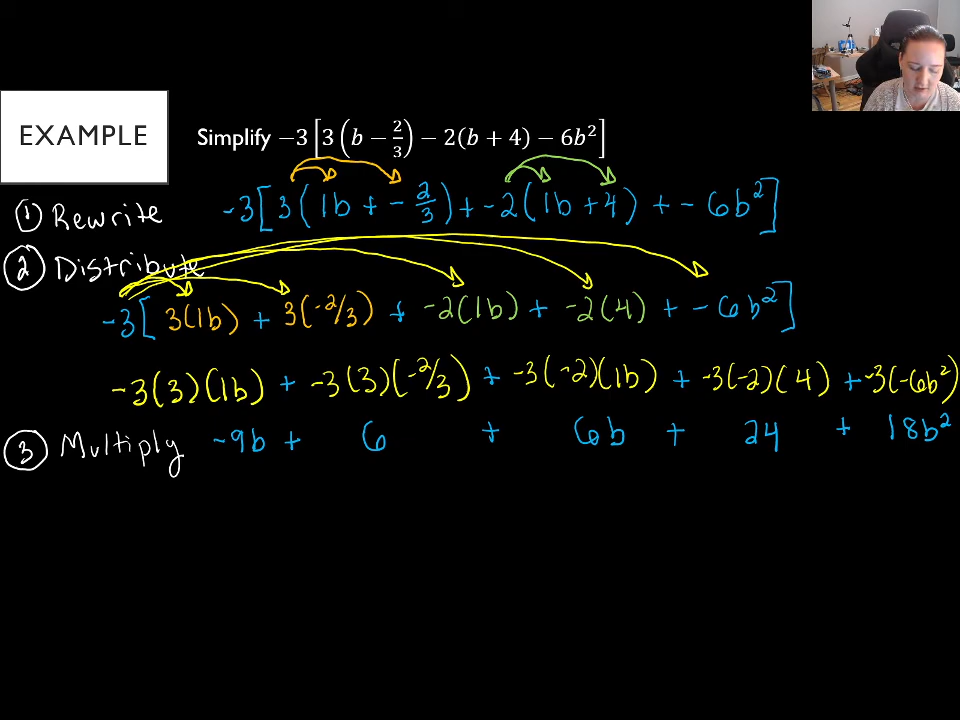 EXAMPLE
Simplify −3[3(b − 2/3) − 2(b + 4) − 6b²]
① Rewrite -3[3(1b + -2/3) + -2(1b + 4) + -6b²]
② Distribute
-3[3(1b) + 3(-2/3) + -2(1b) + -2(4) + -6b²]
-3(3)(1b) + -3(3)(-2/3) + -3(-2)(1b) + -3(-2)(4) + -3(-6b²)
③ Multiply -9b + 6 + 6b + 24 + 18b²